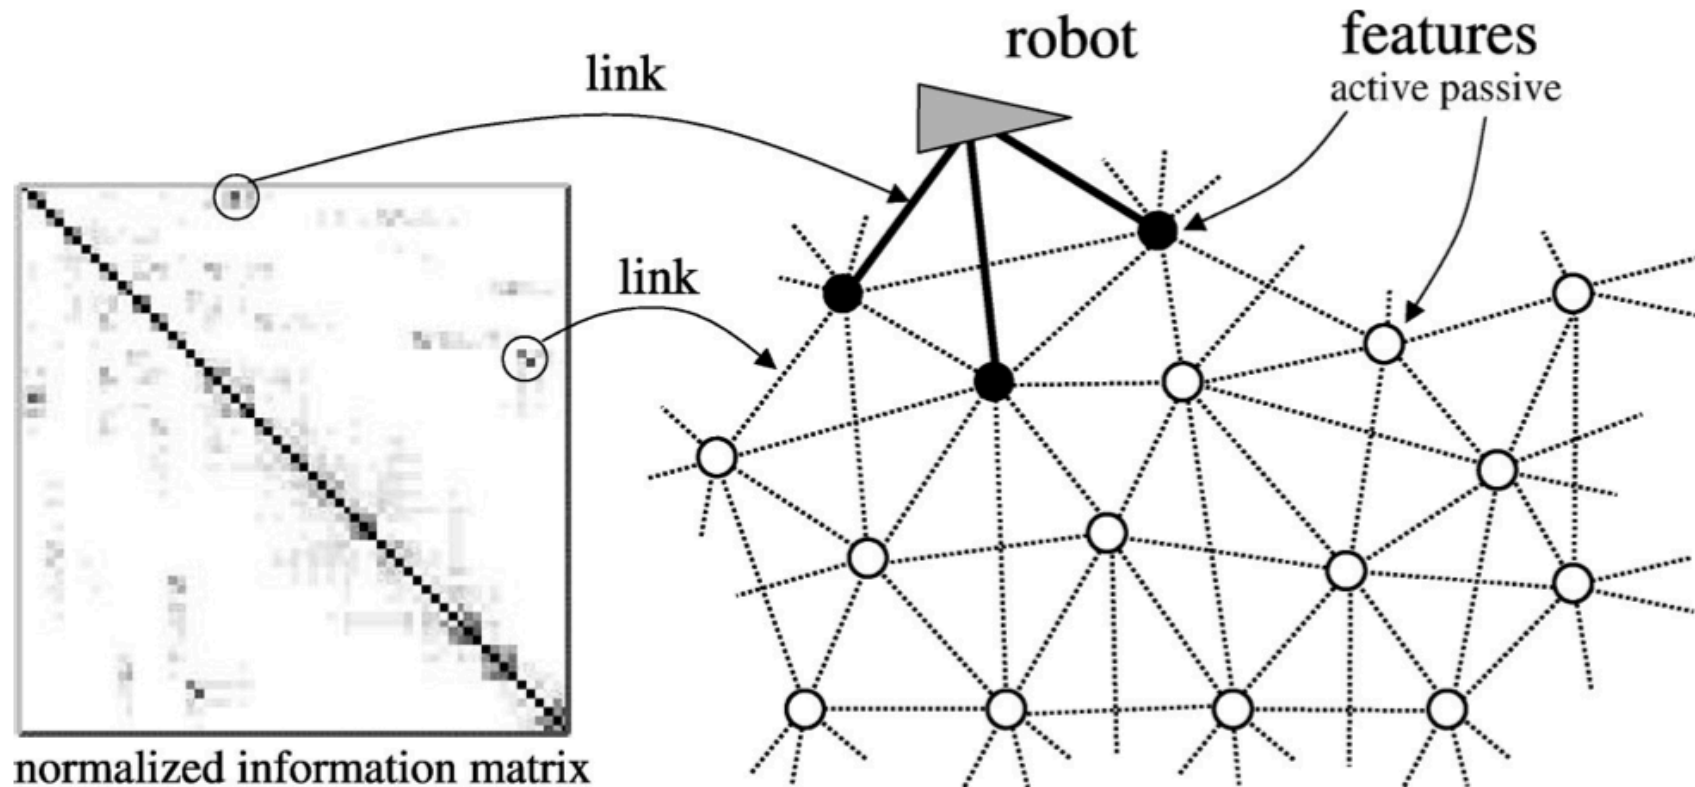 robot
features
active passive
link
link
normalized information matrix